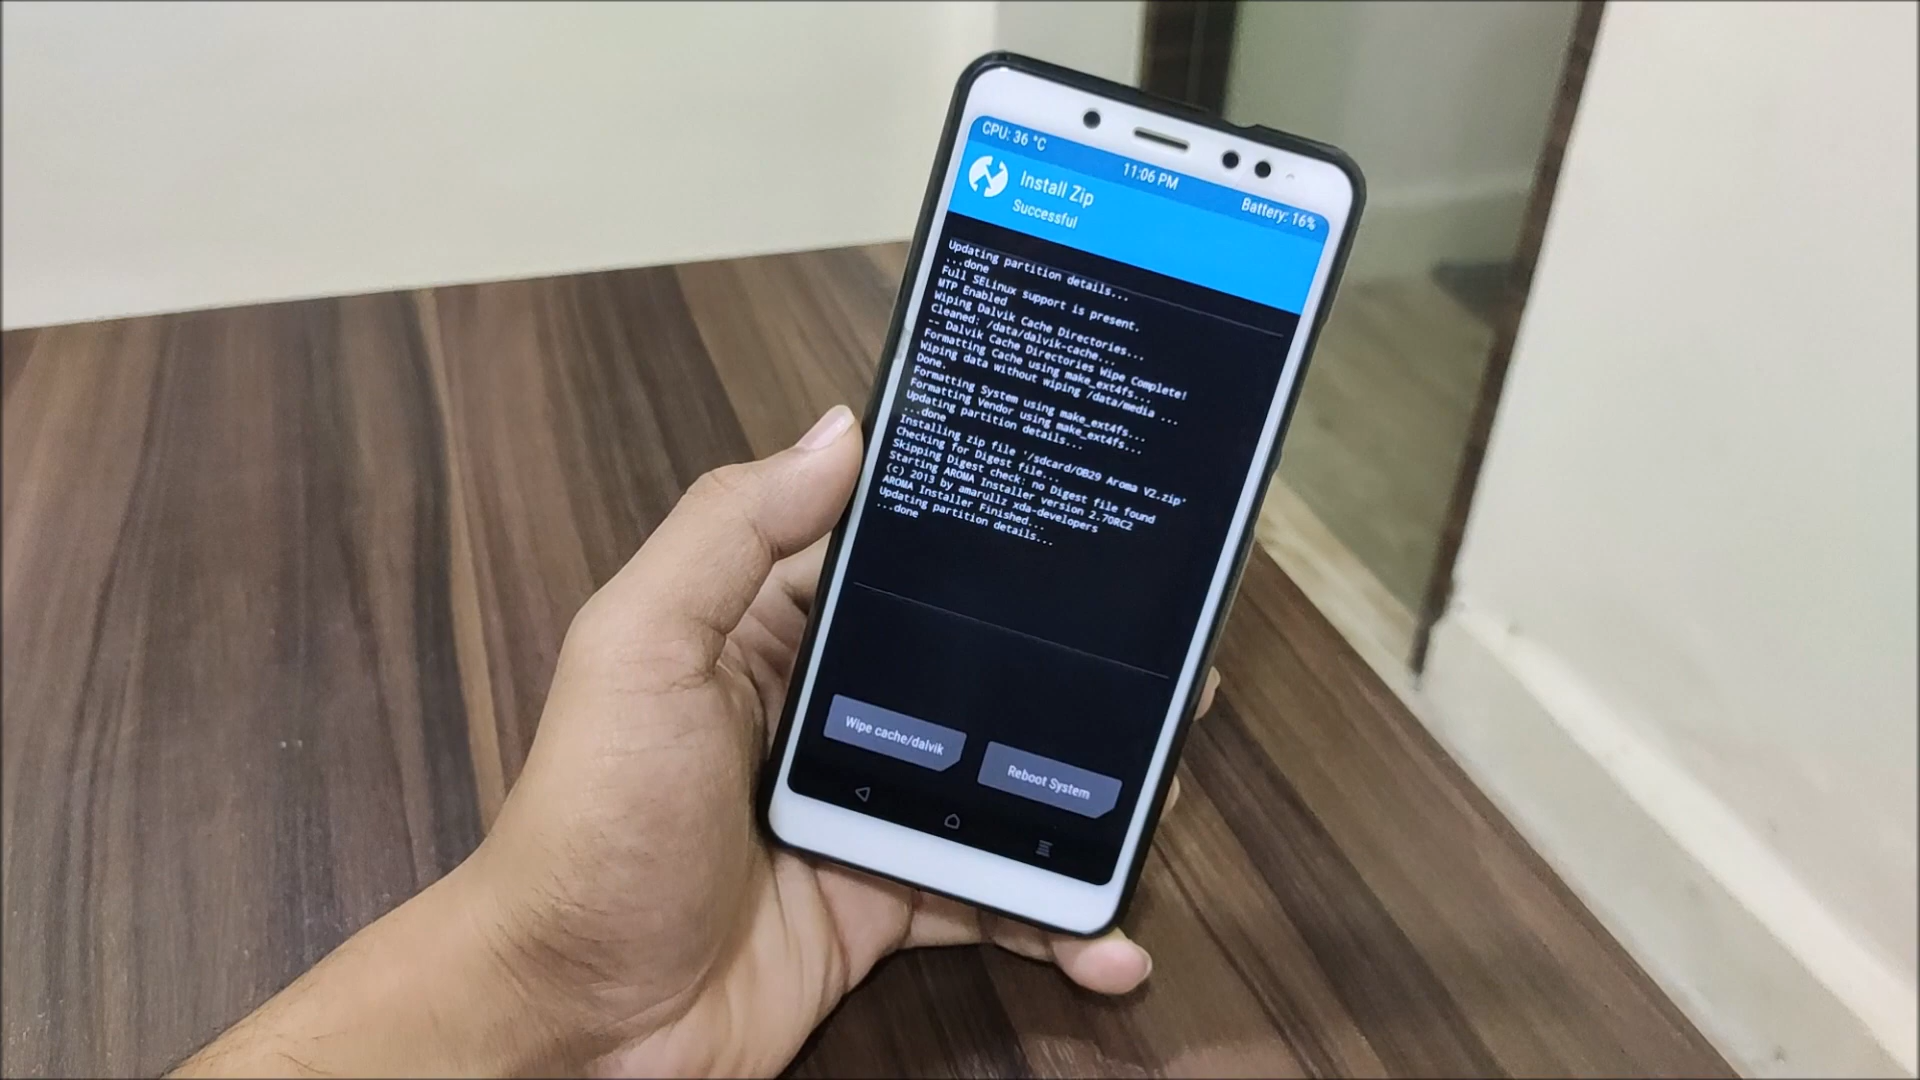 CPU: 36 °C
11:06 PM
Battery: 16%
Install Zip
Successful
Updating partition details...
...done
Full SELinux support is present.
MTP Enabled
Wiping Dalvik Cache Directories...
Cleaned: /data/dalvik-cache...
-- Dalvik Cache Directories Wipe Complete!
Formatting Cache using make_ext4fs...
Wiping data without wiping /data/media ...
Done.
Formatting System using make_ext4fs...
Formatting Vendor using make_ext4fs...
Updating partition details...
...done
Installing zip file '/sdcard/OB29 Aroma V2.zip'
Checking for Digest file...
Skipping Digest check: no Digest file found
Starting AROMA Installer version 2.70RC2
(c) 2013 by amarullz xda-developers
AROMA Installer Finished...
Updating partition details...
...done
Wipe cache/dalvik
Reboot System